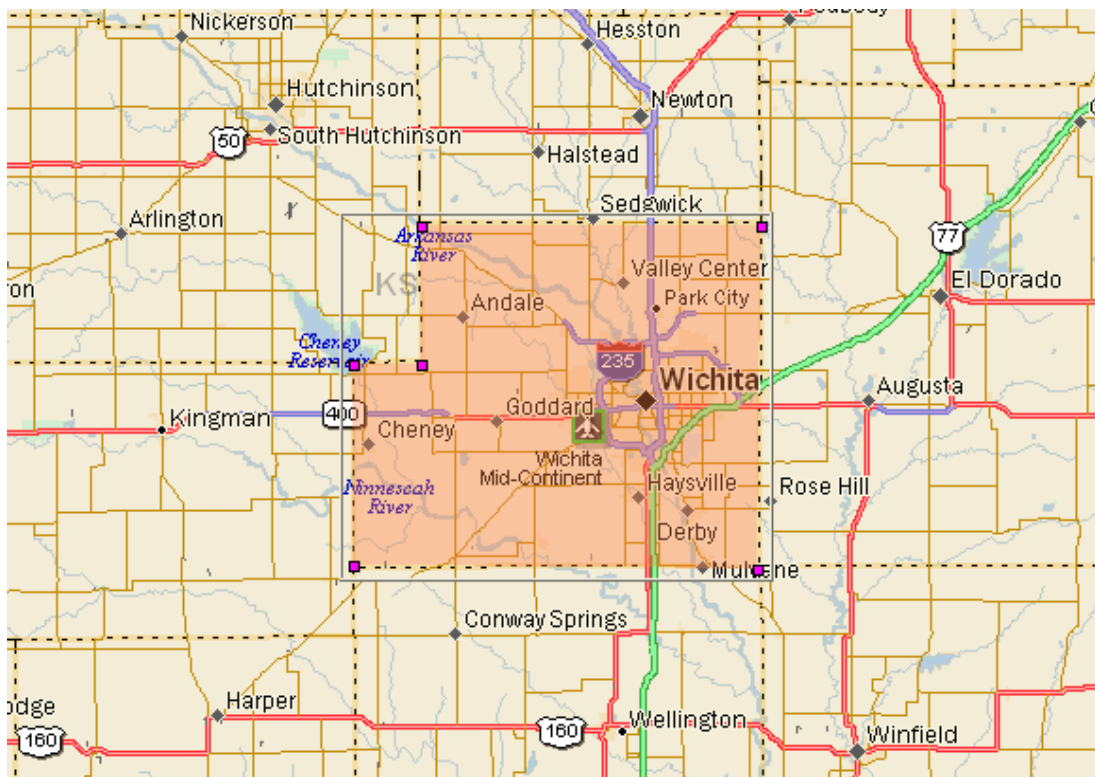 Nickerson
Hesston
Peabody
Hutchinson
Newton
South Hutchinson
50
Halstead
Arlington
Sedgwick
77
Arkansas
River
Valley Center
KS
El Dorado
Andale
Park City
Cheney
Reservoir
235
Wichita
Augusta
400
Goddard
Kingman
Cheney
Wichita
Mid-Continent
Ninnescah
River
Haysville
Rose Hill
Derby
Mulvane
Conway Springs
Harper
160
160
Wellington
Winfield